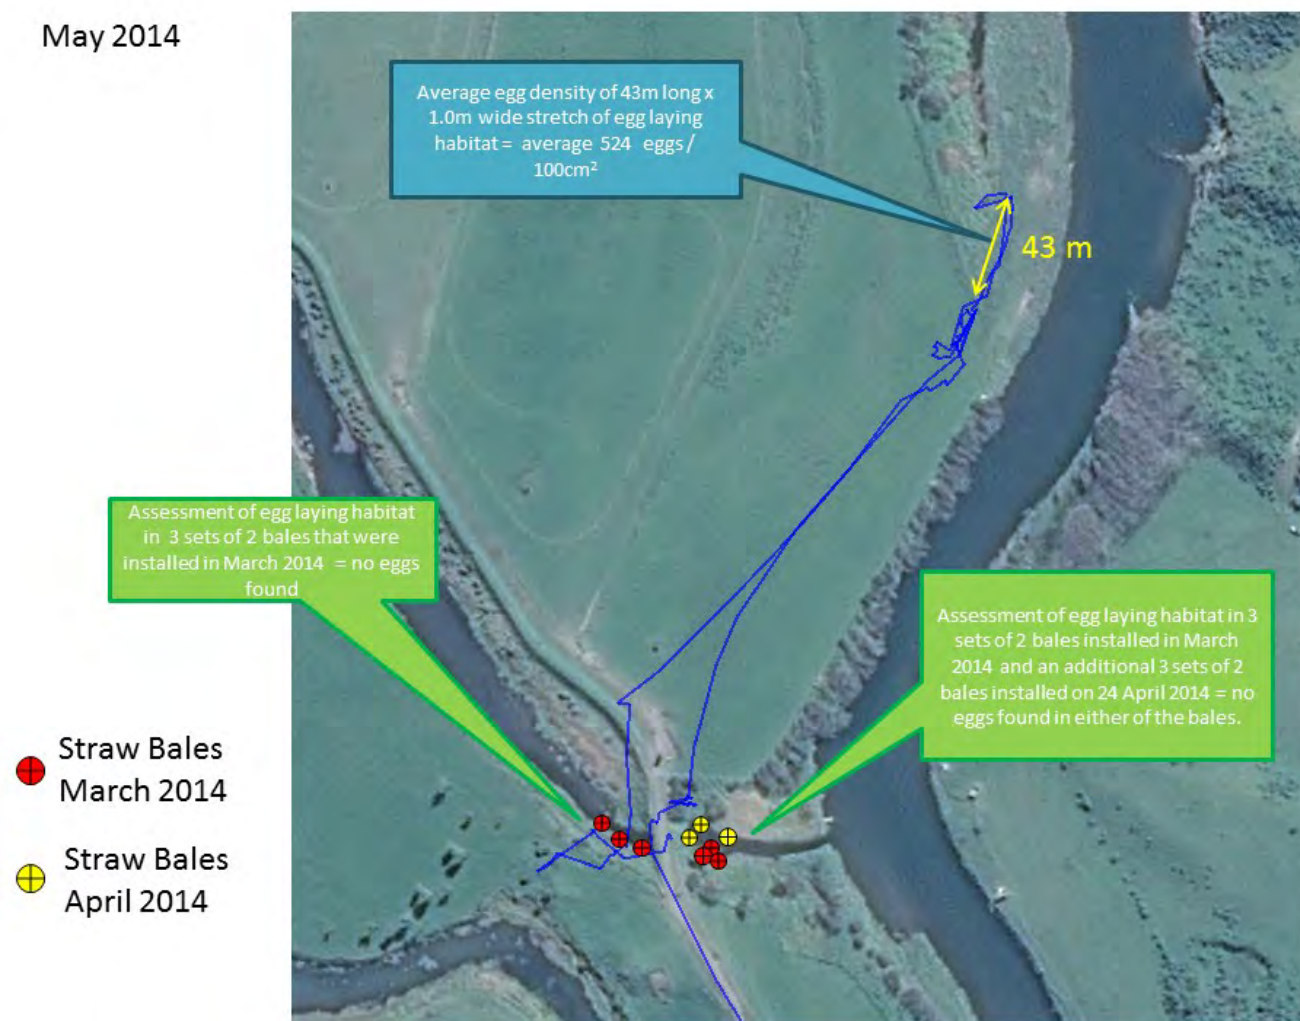 May 2014
Average egg density of 43m long x
1.0m wide stretch of egg laying
habitat = average 524 eggs /
100cm²
43 m
Assessment of egg laying habitat
in 3 sets of 2 bales that were
installed in March 2014 = no eggs
found
Assessment of egg laying habitat in 3
sets of 2 bales installed in March
2014 and an additional 3 sets of 2
bales installed on 24 April 2014 = no
eggs found in either of the bales.
Straw Bales
March 2014
Straw Bales
April 2014